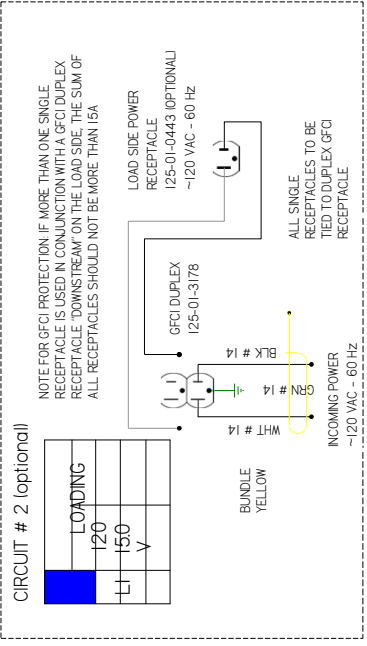 CIRCUIT # 2 (optional)
LOADING
120
L1 15.0
V
NOTE FOR GFCI PROTECTION: IF MORE THAN ONE SINGLE
RECEPTACLE IS USED IN CONJUNCTION WITH A GFCI DUPLEX
RECEPTACLE "DOWNSTREAM" ON THE LOAD SIDE, THE SUM OF
ALL RECEPTACLES SHOULD NOT BE MORE THAN 15A
LOAD SIDE POWER
RECEPTACLE
125-01-0443 (OPTIONAL)
~120 VAC - 60 Hz
GFCI DUPLEX
125-01-3178
BUNDLE
YELLOW
WHT # 14
GRN # 14
BLK # 14
INCOMING POWER
~120 VAC - 60 Hz
ALL SINGLE
RECEPTACLES TO BE
TIED TO DUPLEX GFCI
RECEPTACLE